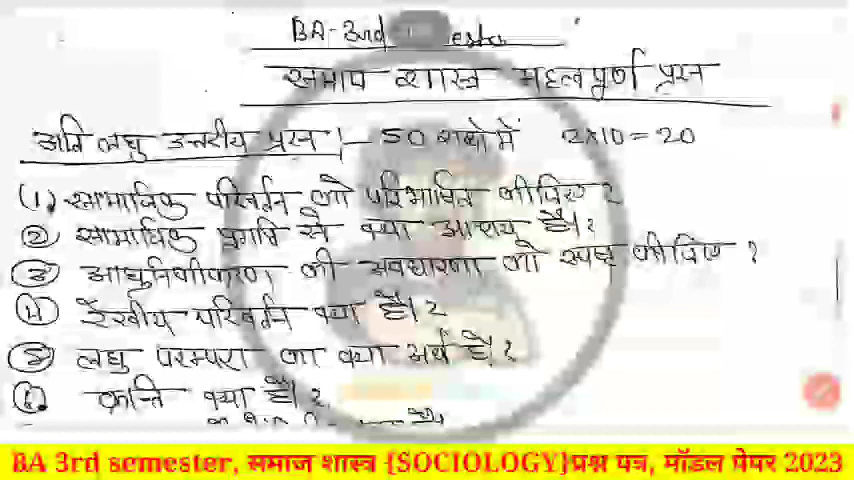 BA-3rd
समाज शास्त्र महत्वपूर्ण प्रश्न
अति लघु उत्तरीय प्रश्न :- 50 शब्दों में 2x10=20
(1). सामाजिक परिवर्तन को परिभाषित कीजिए ?
(2) सामाजिक प्रगति से क्या आशय है ?
(3) आधुनिकीकरण की अवधारणा को स्पष्ट कीजिए ?
(4) रेखीय परिवर्तन क्या है ?
(5) लघु परम्परा का क्या अर्थ है ?
(6). क्रान्ति क्या है ?
BA 3rd semester, समाज शास्त्र {SOCIOLOGY}प्रश्न पत्र, मॉडल पेपर 2023